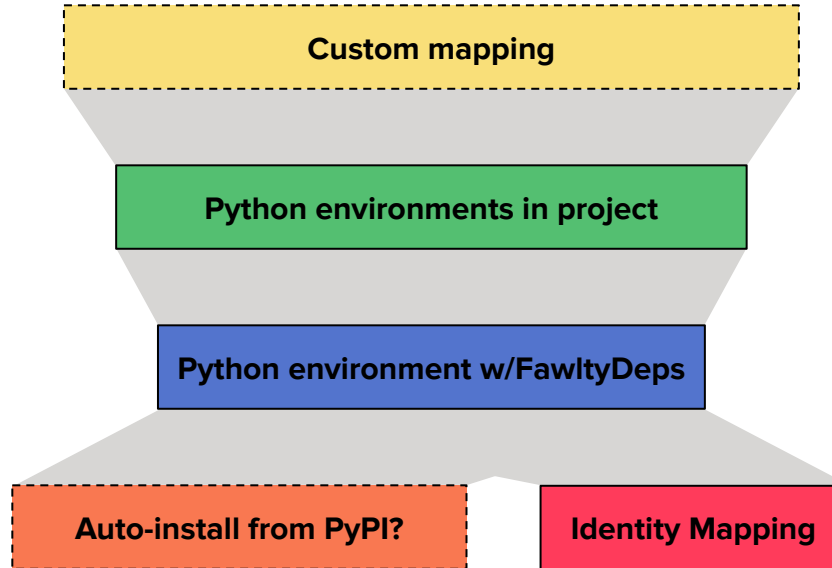 Custom mapping
Python environments in project
Python environment w/FawltyDeps
Auto-install from PyPI?
Identity Mapping